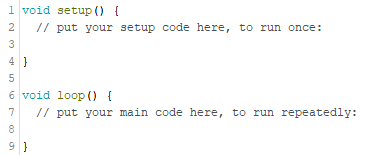 1 void setup() {
2   // put your setup code here, to run once:
3
4 }
5
6 void loop() {
7   // put your main code here, to run repeatedly:
8
9 }